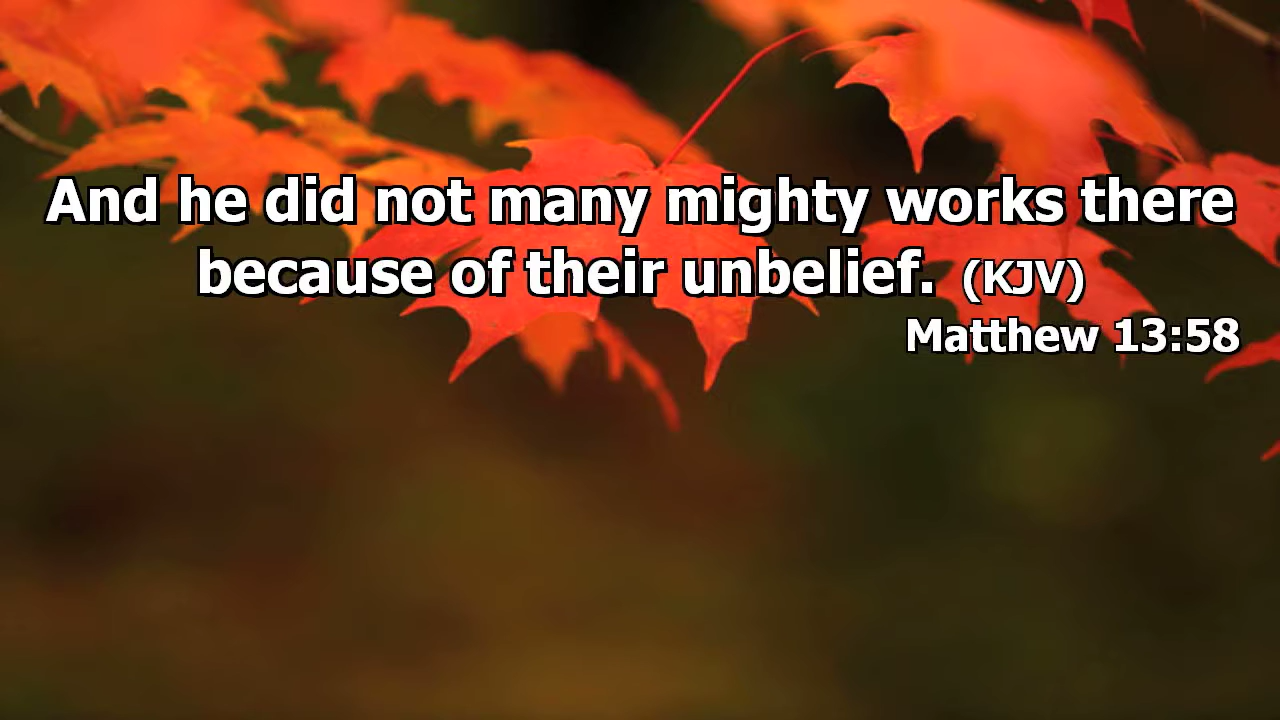 And he did not many mighty works there
because of their unbelief. (KJV)
Matthew 13:58